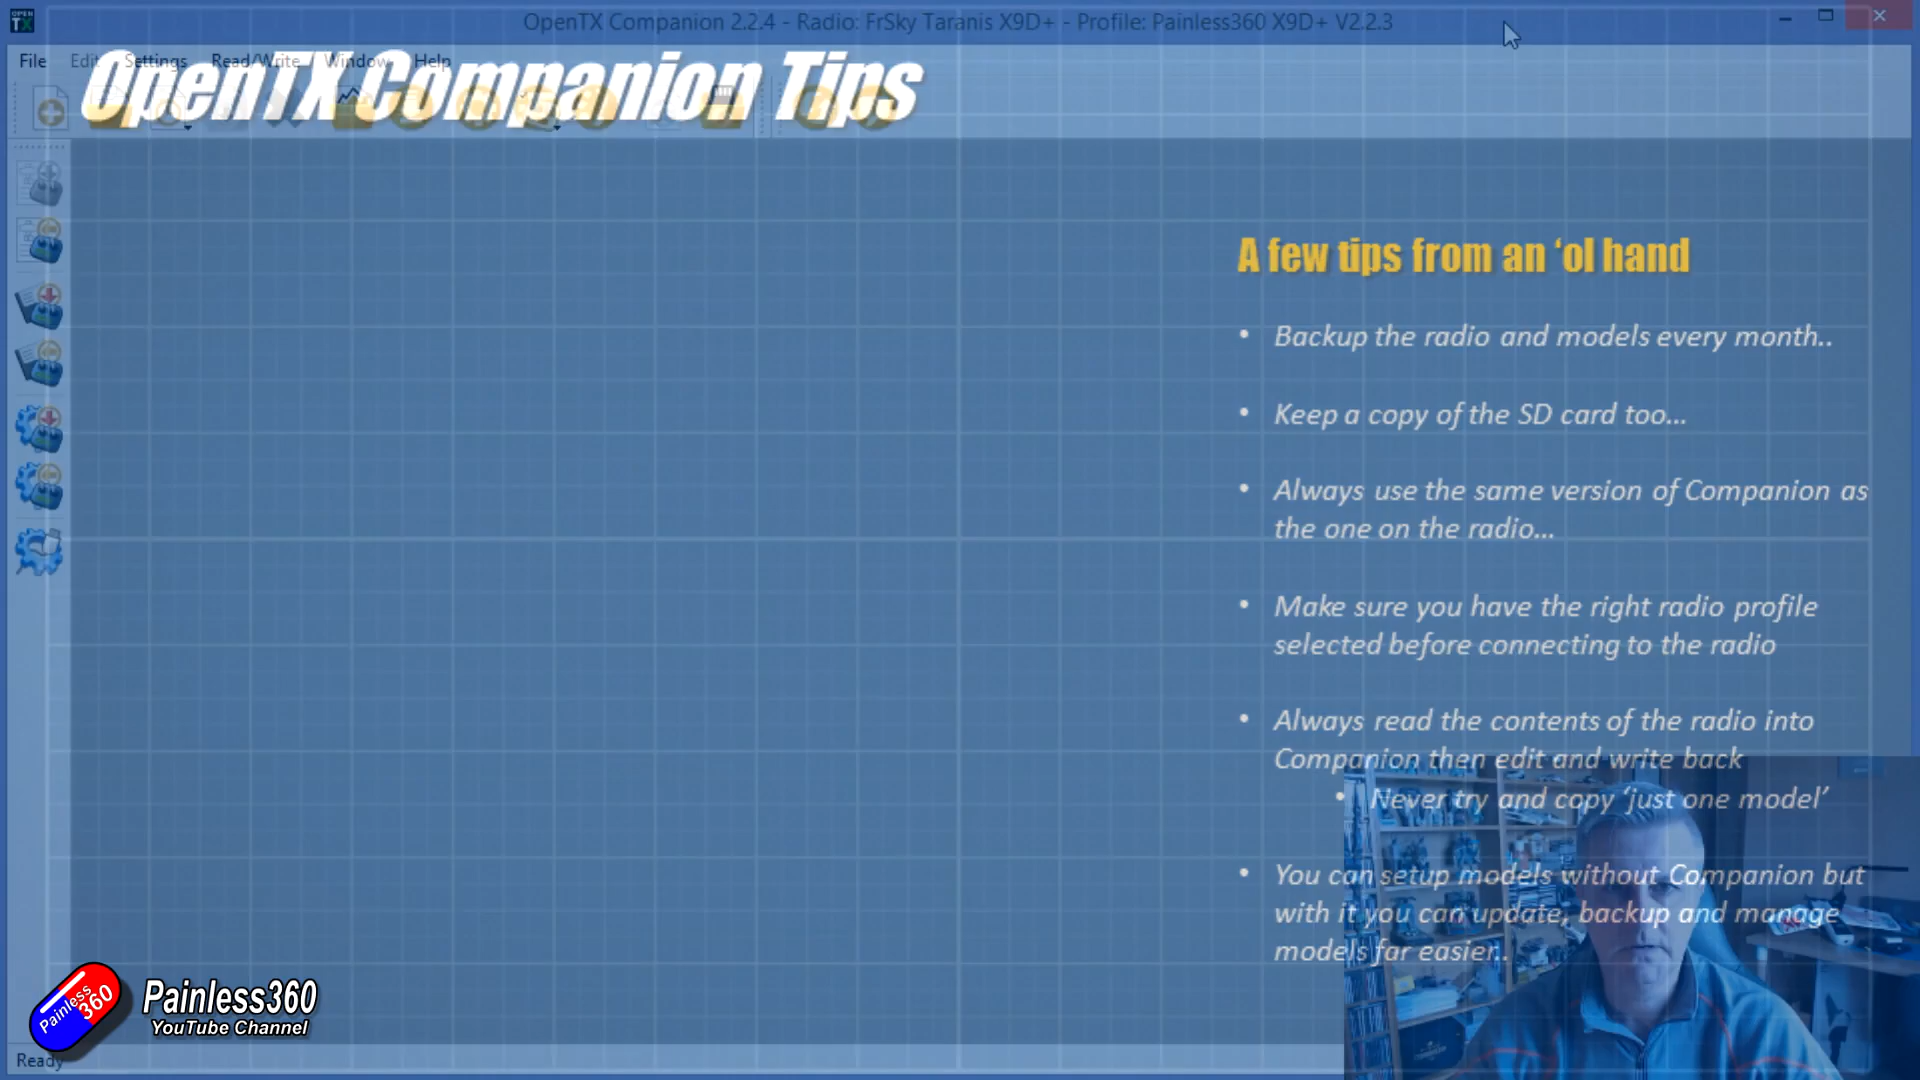 OpenTX Companion 2.2.4 - Radio: FrSky Taranis X9D+ - Profile: Painless360 X9D+ V2.2.3
File Edit Settings Read/Write Window Help
OpenTX Companion Tips
A few tips from an ‘ol hand
• Backup the radio and models every month..
• Keep a copy of the SD card too...
• Always use the same version of Companion as
the one on the radio...
• Make sure you have the right radio profile
selected before connecting to the radio
• Always read the contents of the radio into
Companion then edit and write back
• Never try and copy ‘just one model’
• You can setup models without Companion but
with it you can update, backup and manage
models far easier..
Painless360
Painless360
YouTube Channel
Ready
OPEN
TX